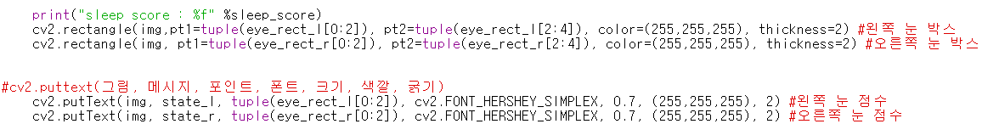 print("sleep score : %f" %sleep_score)
cv2.rectangle(img,pt1=tuple(eye_rect_l[0:2]), pt2=tuple(eye_rect_l[2:4]), color=(255,255,255), thickness=2) #왼쪽 눈 박스
cv2.rectangle(img, pt1=tuple(eye_rect_r[0:2]), pt2=tuple(eye_rect_r[2:4]), color=(255,255,255), thickness=2) #오른쪽 눈 박스
#cv2.puttext(그림, 메시지, 포인트, 폰트, 크기, 색깔, 굵기)
cv2.putText(img, state_l, tuple(eye_rect_l[0:2]), cv2.FONT_HERSHEY_SIMPLEX, 0.7, (255,255,255), 2) #왼쪽 눈 점수
cv2.putText(img, state_r, tuple(eye_rect_r[0:2]), cv2.FONT_HERSHEY_SIMPLEX, 0.7, (255,255,255), 2) #오른쪽 눈 점수